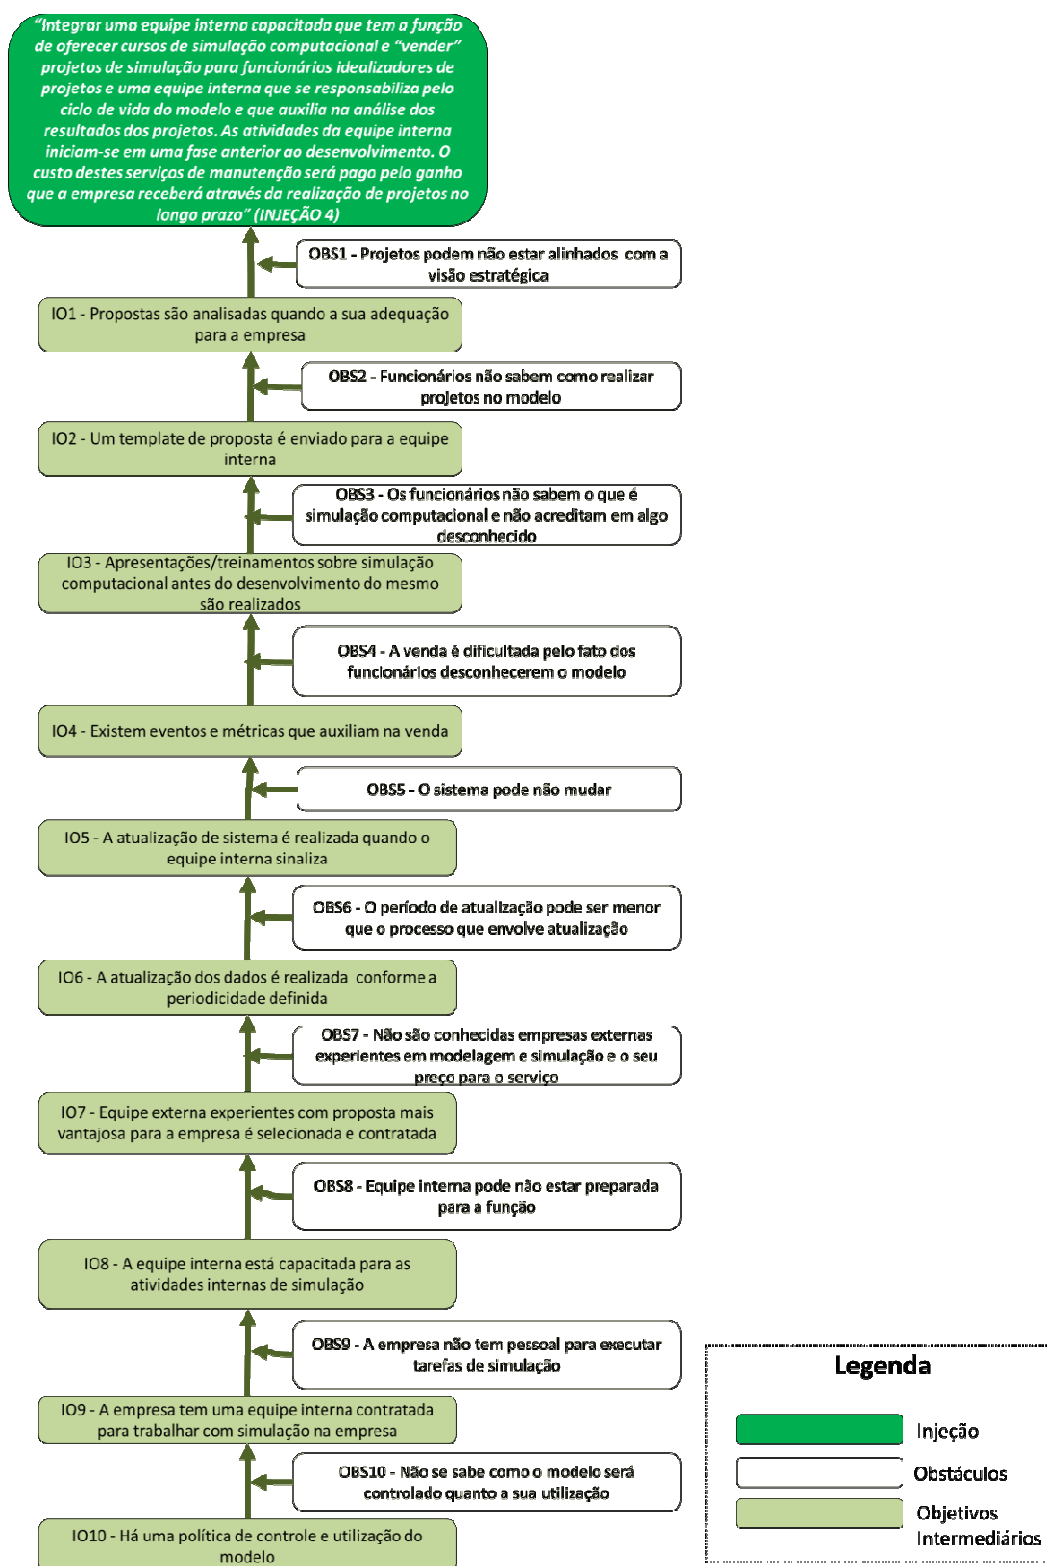 “Integrar uma equipe interna capacitada que tem a função
de oferecer cursos de simulação computacional e “vender”
projetos de simulação para funcionários idealizadores de
projetos e uma equipe interna que se responsabiliza pelo
ciclo de vida do modelo e que auxilia na análise dos
resultados dos projetos. As atividades da equipe interna
iniciam-se em uma fase anterior ao desenvolvimento. O
custo destes serviços de manutenção será pago pelo ganho
que a empresa receberá através da realização de projetos no
longo prazo” (INJEÇÃO 4)
OBS1 - Projetos podem não estar alinhados com a
visão estratégica
IO1 - Propostas são analisadas quando a sua adequação
para a empresa
OBS2 - Funcionários não sabem como realizar
projetos no modelo
IO2 - Um template de proposta é enviado para a equipe
interna
OBS3 - Os funcionários não sabem o que é
simulação computacional e não acreditam em algo
desconhecido
IO3 - Apresentações/treinamentos sobre simulação
computacional antes do desenvolvimento do mesmo
são realizados
OBS4 - A venda é dificultada pelo fato dos
funcionários desconhecerem o modelo
IO4 - Existem eventos e métricas que auxiliam na venda
OBS5 - O sistema pode não mudar
IO5 - A atualização de sistema é realizada quando o
equipe interna sinaliza
OBS6 - O período de atualização pode ser menor
que o processo que envolve atualização
IO6 - A atualização dos dados é realizada conforme a
periodicidade definida
OBS7 - Não são conhecidas empresas externas
experientes em modelagem e simulação e o seu
preço para o serviço
IO7 - Equipe externa experientes com proposta mais
vantajosa para a empresa é selecionada e contratada
OBS8 - Equipe interna pode não estar preparada
para a função
IO8 - A equipe interna está capacitada para as
atividades internas de simulação
OBS9 - A empresa não tem pessoal para executar
tarefas de simulação
IO9 - A empresa tem uma equipe interna contratada
para trabalhar com simulação na empresa
OBS10 - Não se sabe como o modelo será
controlado quanto a sua utilização
IO10 - Há uma política de controle e utilização do
modelo
Legenda
Injeção
Obstáculos
Objetivos
Intermediários